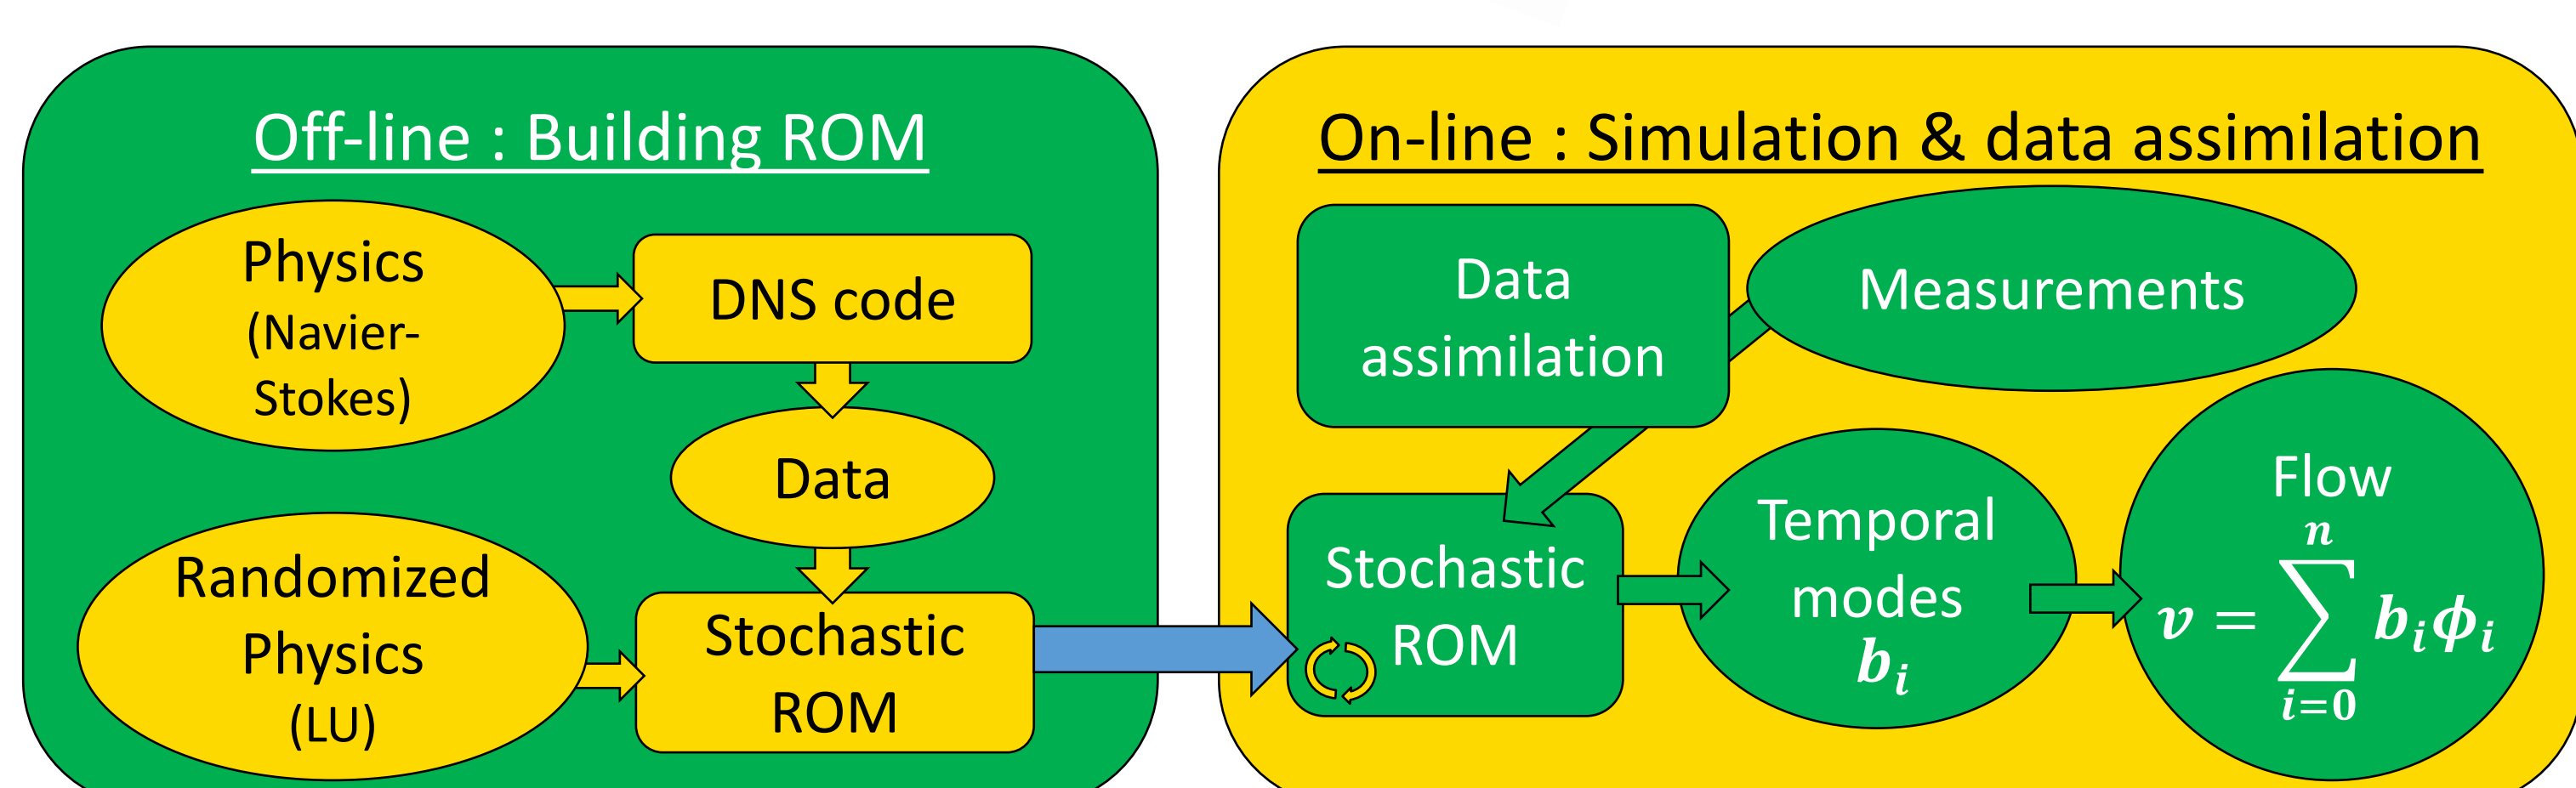 Off-line : Building ROM
Physics
(Navier-
Stokes)
DNS code
Data
Randomized
Physics
(LU)
Stochastic
ROM
On-line : Simulation & data assimilation
Data
assimilation
Measurements
Stochastic
ROM
Temporal
modes
b_i
Flow
v = ∑_{i=0}^{n} b_i ϕ_i